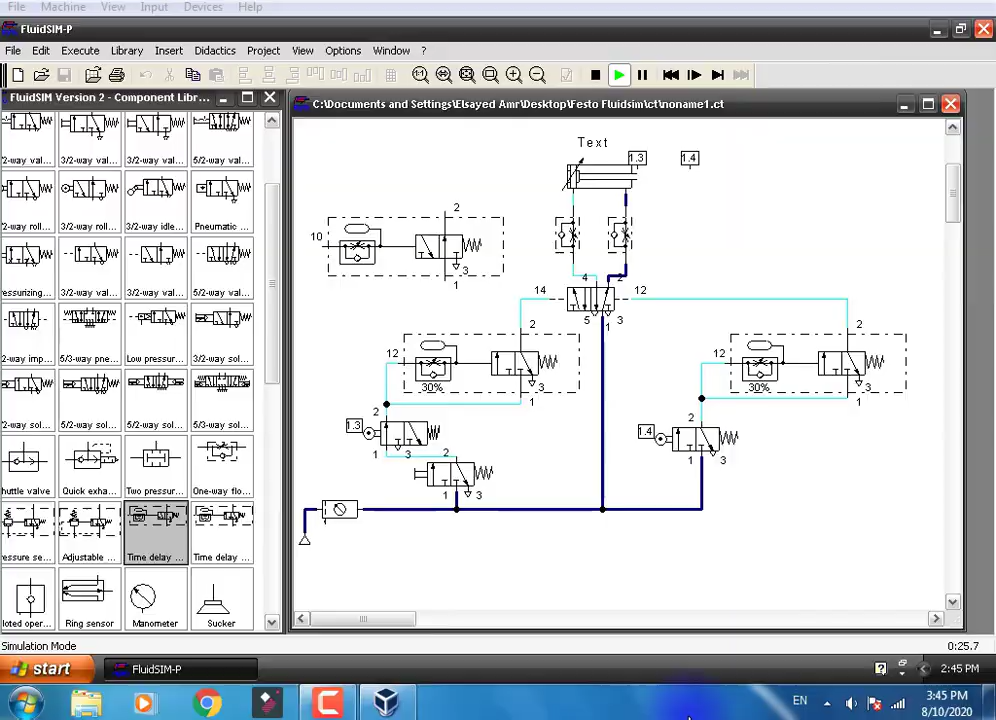 File Machine View Input Devices Help
FluidSIM-P
File Edit Execute Library Insert Didactics Project View Options Window ?
FluidSIM Version 2 - Component Libr...
C:\Documents and Settings\Elsayed Amr\Desktop\Festo Fluidsim\ct\noname1.ct
/2-way val... 3/2-way val... 3/2-way val... 5/2-way val...
/2-way roll... 3/2-way roll... 3/2-way idle... Pneumatic ...
ressurizing... 3/2-way val... 3/2-way val... 5/2-way val...
/2-way imp... 5/3-way pne... Low pressur... 3/2-way sol...
/2-way sol... 5/2-way sol... 5/2-way sol... 5/3-way sol...
huttle valve Quick exha... Two pressur... One-way flo...
ressure se... Adjustable ... Time delay ... Time delay ...
loted oper... Ring sensor Manometer Sucker
Text
1.3 1.4
10 2 3 1
4 2
14 12
5 1 3
12 2 30% 3 1
12 2 30% 3 1
1.3 2 1 3
1.4 2 1 3
2 1 3
Simulation Mode 0:25.7
start FluidSIM-P 2:45 PM
EN 3:45 PM
8/10/2020